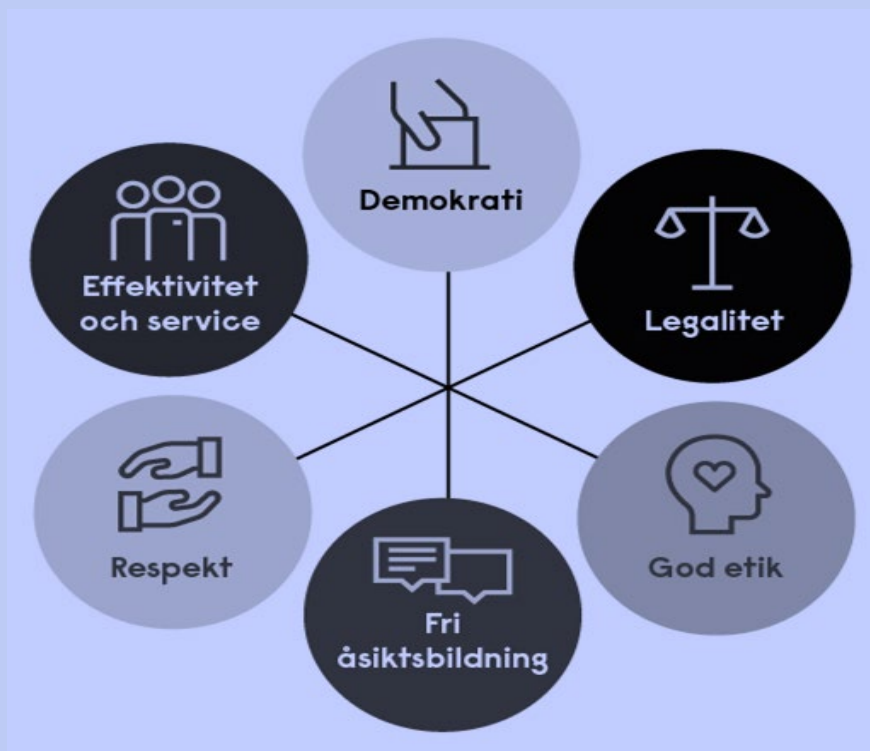 Demokrati
Effektivitet
och service
Legalitet
Respekt
God etik
Fri
åsiktsbildning